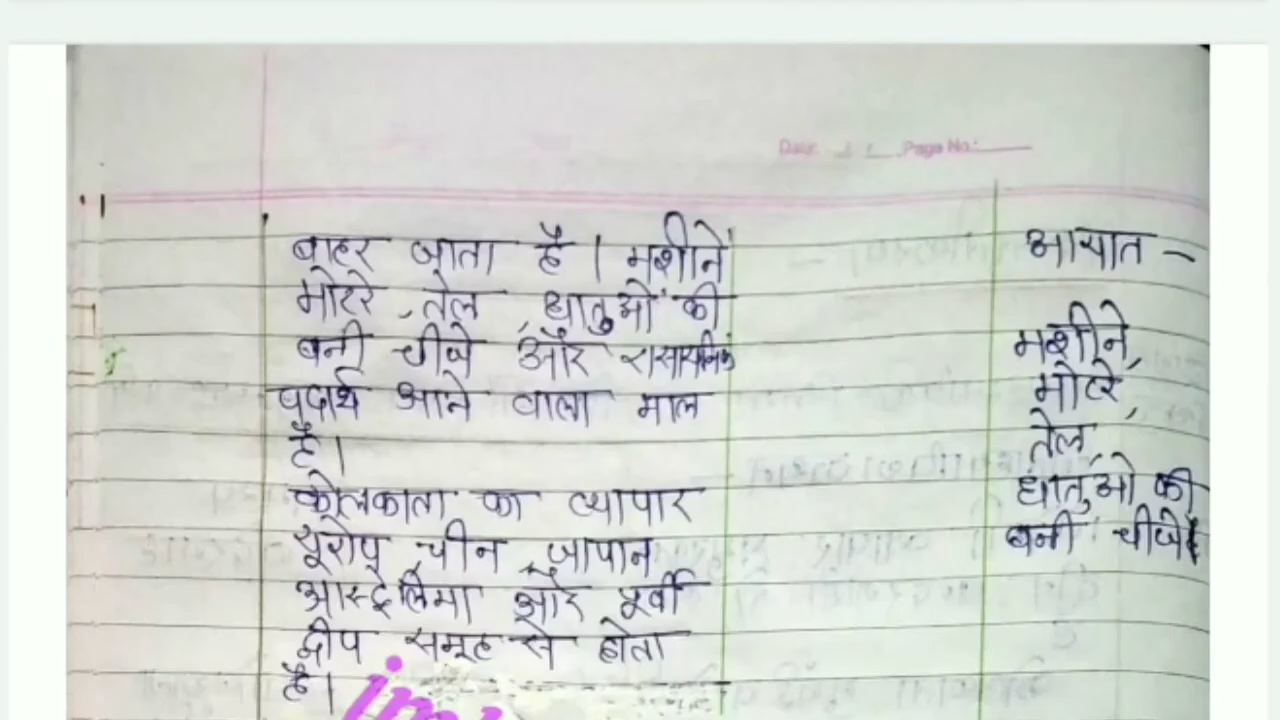 Date: Page No:
बाहर जाता है । मशीने
मोटरे, तेल, धातुओं की
बनी चीजे और रासायनिक
पदार्थ आने वाला माल
है।
कोलकाता का व्यापार
यूरोप, चीन, जापान
आस्ट्रेलिया और पूर्वी
द्वीप समूह से होता
है।
आयात -
मशीने,
मोटरे,
तेल,
धातुओ की
बनी चीजे।